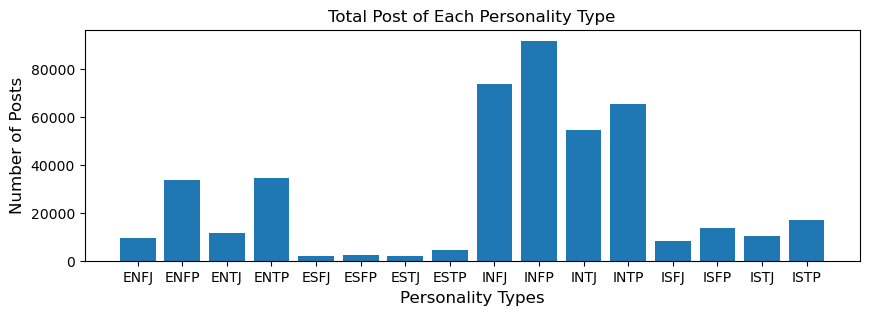 Total Post of Each Personality Type
Number of Posts
80000
60000
40000
20000
0
ENFJ ENFP ENTJ ENTP ESFJ ESFP ESTJ ESTP INFJ INFP INTJ INTP ISFJ ISFP ISTJ ISTP
Personality Types